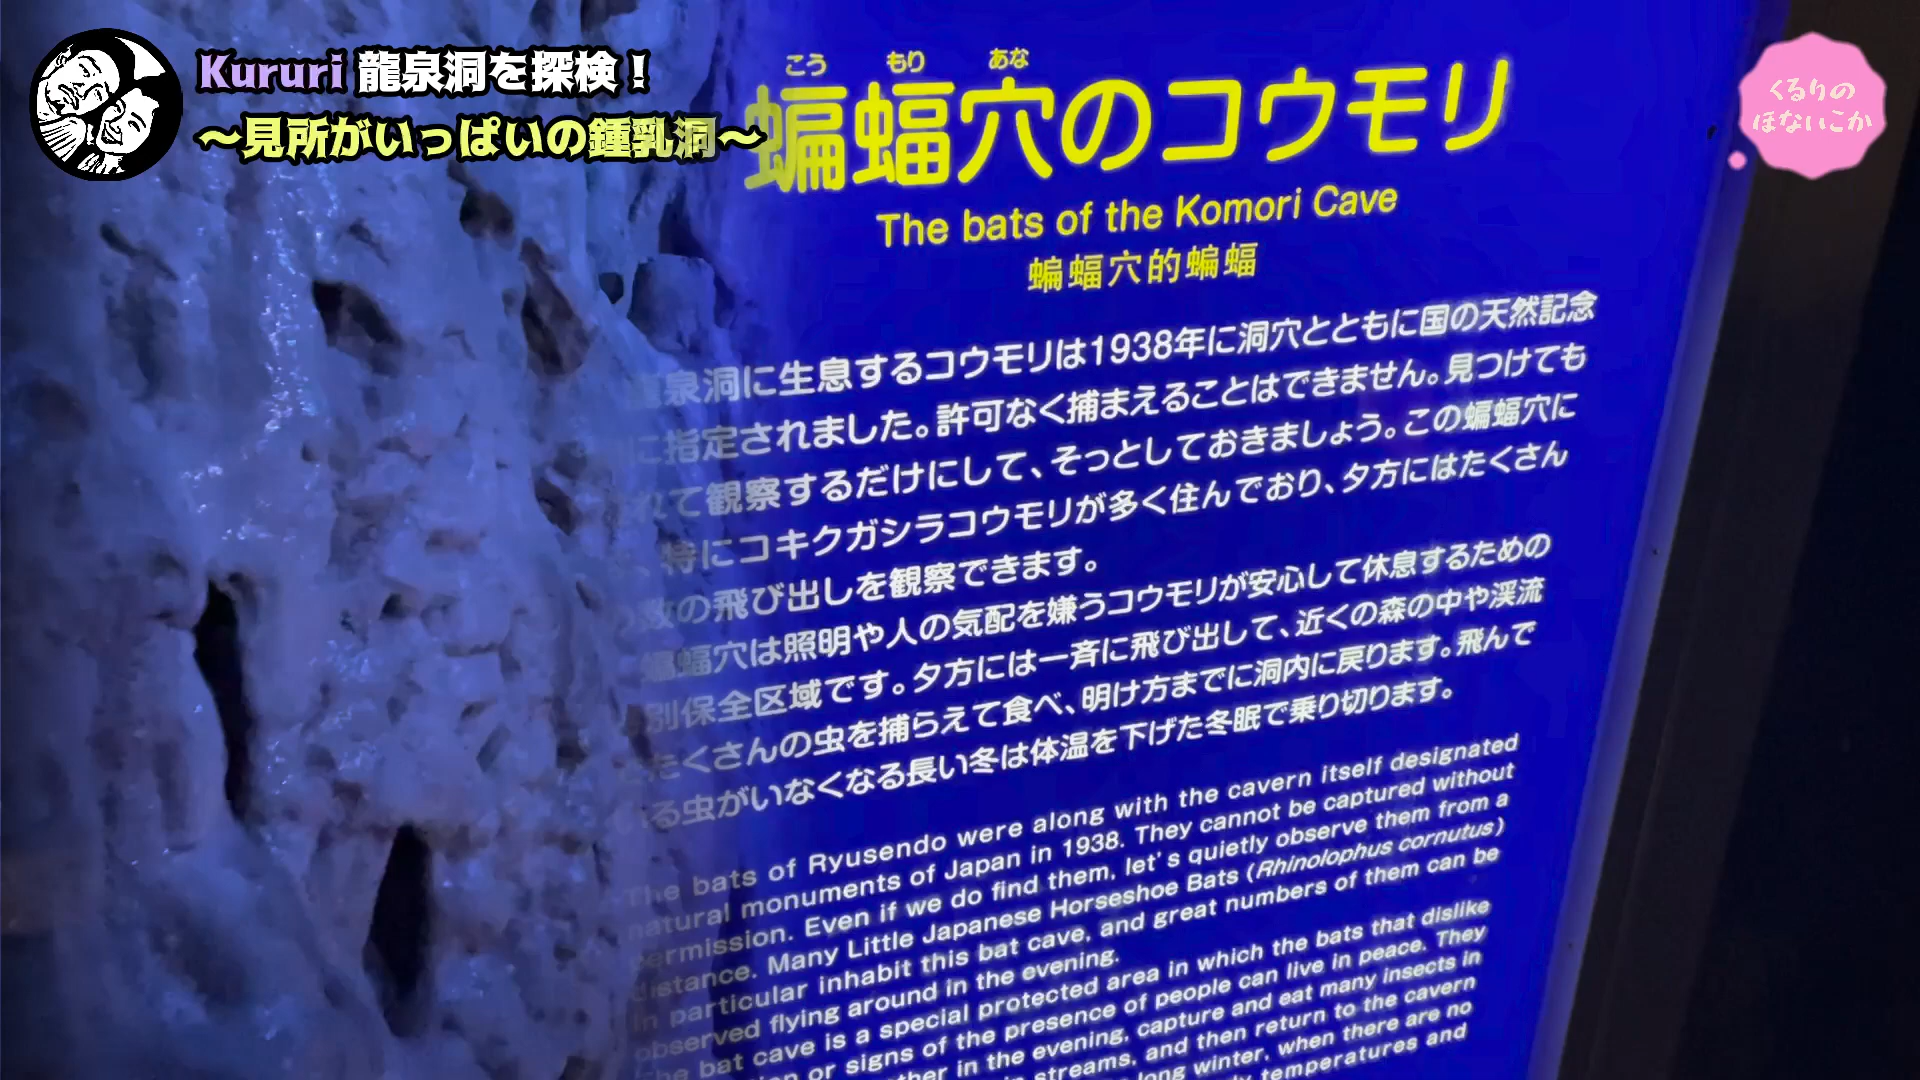 Kururi 龍泉洞を探検！
～見所がいっぱいの鍾乳洞～
くるりの
ほないこか
こう もり あな
蝙蝠穴のコウモリ
The bats of the Komori Cave
蝙蝠穴的蝙蝠
泉洞に生息するコウモリは1938年に洞穴とともに国の天然記念
に指定されました。許可なく捕まえることはできません。見つけても
れて観察するだけにして、そっとしておきましょう。この蝙蝠穴に
、特にコキクガシラコウモリが多く住んでおり、夕方にはたくさん
数の飛び出しを観察できます。
蝙蝠穴は照明や人の気配を嫌うコウモリが安心して休息するための
別保全区域です。夕方には一斉に飛び出して、近くの森の中や渓流
たくさんの虫を捕らえて食べ、明け方までに洞内に戻ります。飛んで
る虫がいなくなる長い冬は体温を下げた冬眠で乗り切ります。
The bats of Ryusendo were along with the cavern itself designated
natural monuments of Japan in 1938. They cannot be captured without
permission. Even if we do find them, let's quietly observe them from a
distance. Many Little Japanese Horseshoe Bats (Rhinolophus cornutus)
in particular inhabit this bat cave, and great numbers of them can be
observed flying around in the evening.
The bat cave is a special protected area in which the bats that dislike
or signs of the presence of people can live in peace. They
in the evening, capture and eat many insects in
streams, and then return to the cavern
long winter, when there are no
temperatures and